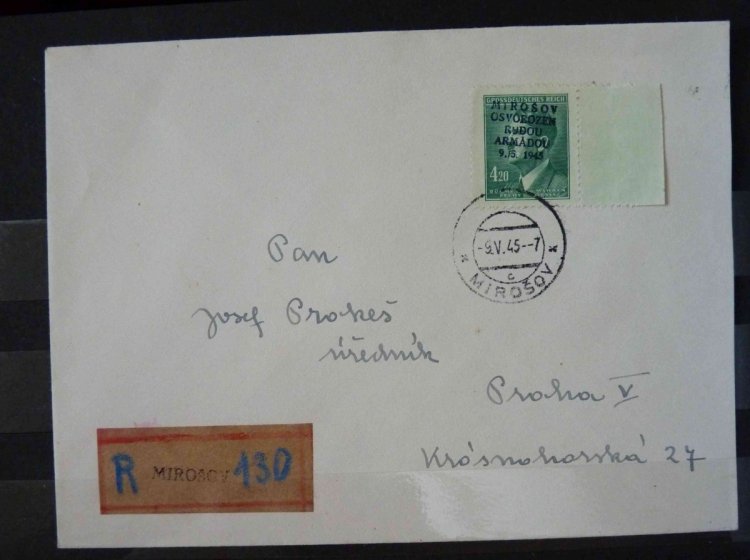 GROSSDEUTSCHES REICH
MIROŠOV
OSVOBOZEN
RUDOU
ARMÁDOU
9./5. 1945
4 20
-9.V.45--7
c
MIROŠOV
Pan
Josef Prokeš
úředník
Praha V
Krásnohorská 27
R MIROŠOV 130